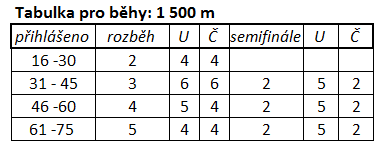 Tabulka pro běhy: 1 500 m
přihlášeno rozběh U Č semifinále U Č
16 -30 2 4 4
31 - 45 3 6 6 2 5 2
46 -60 4 5 4 2 5 2
61 -75 5 4 4 2 5 2